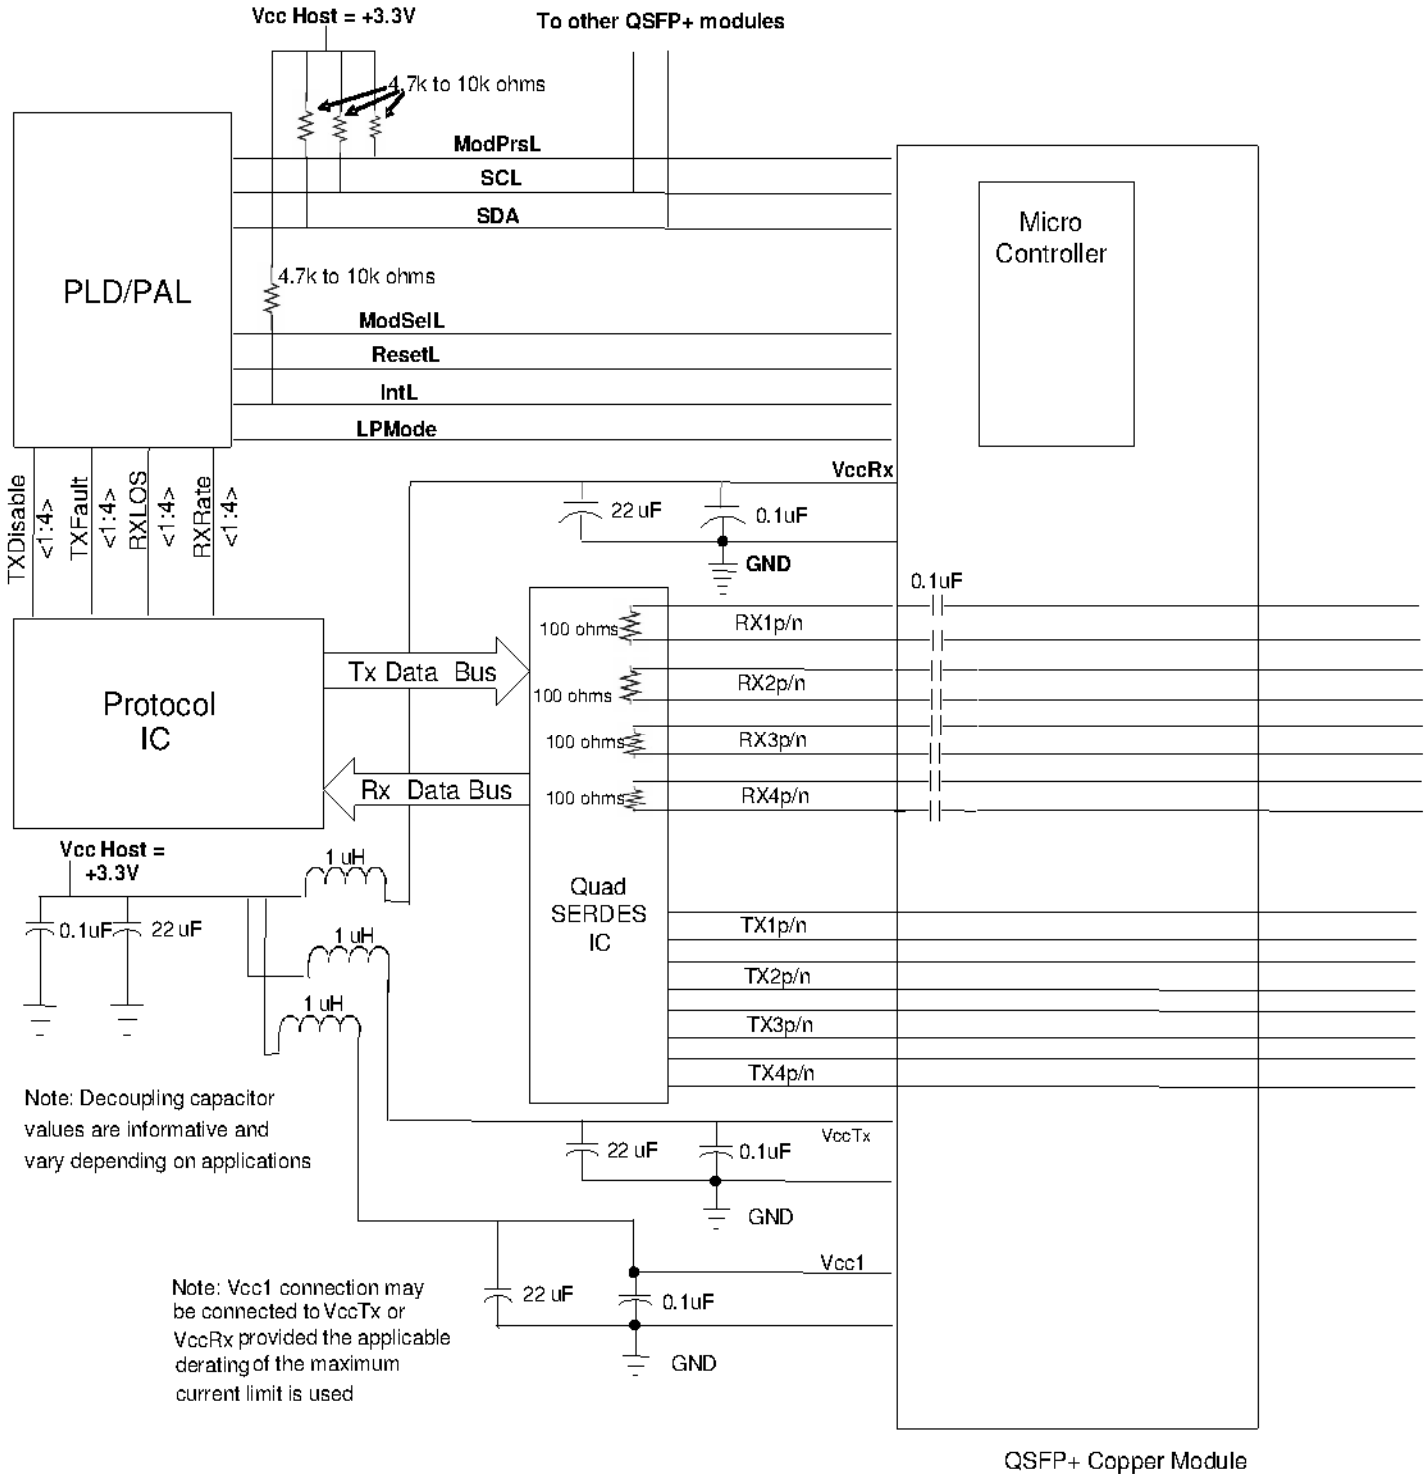 Vcc Host = +3.3V
To other QSFP+ modules
4.7k to 10k ohms
ModPrsL
SCL
SDA
Micro
Controller
PLD/PAL
4.7k to 10k ohms
ModSelL
ResetL
IntL
LPMode
TXDisable
<1:4>
TXFault
<1:4>
RXLOS
<1:4>
RXRate
<1:4>
VccRx
22 uF
0.1uF
GND
0.1uF
100 ohms
RX1p/n
Tx Data Bus
100 ohms
RX2p/n
Protocol
IC
100 ohms
RX3p/n
Rx Data Bus
100 ohms
RX4p/n
Vcc Host =
+3.3V
1 uH
Quad
SERDES
IC
0.1uF
22 uF
1 uH
TX1p/n
TX2p/n
1 uH
TX3p/n
TX4p/n
Note: Decoupling capacitor
values are informative and
vary depending on applications
VccTx
22 uF
0.1uF
GND
Vcc1
Note: Vcc1 connection may
be connected to VccTx or
VccRx provided the applicable
derating of the maximum
current limit is used
22 uF
0.1uF
GND
QSFP+ Copper Module